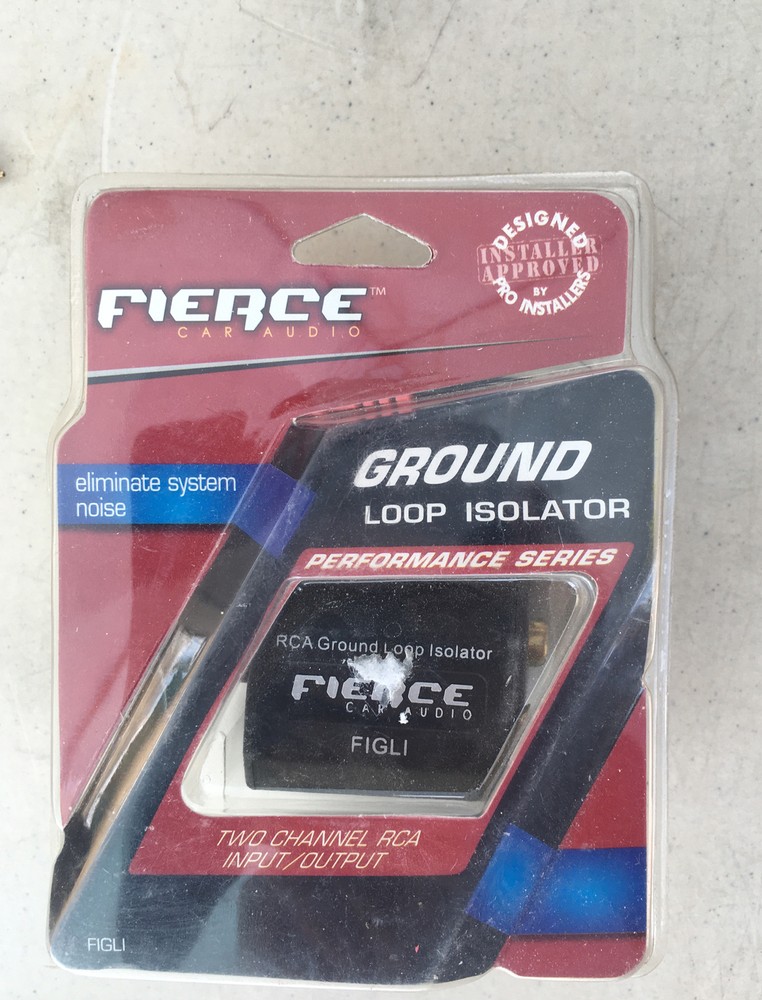 DESIGNED
INSTALLER
APPROVED
BY
PRO INSTALLERS
FIERCE™
CAR AUDIO
GROUND
LOOP ISOLATOR
eliminate system
noise
PERFORMANCE SERIES
RCA Ground Loop Isolator
FIERCE
CAR AUDIO
FIGLI
TWO CHANNEL RCA
INPUT/OUTPUT
FIGLI